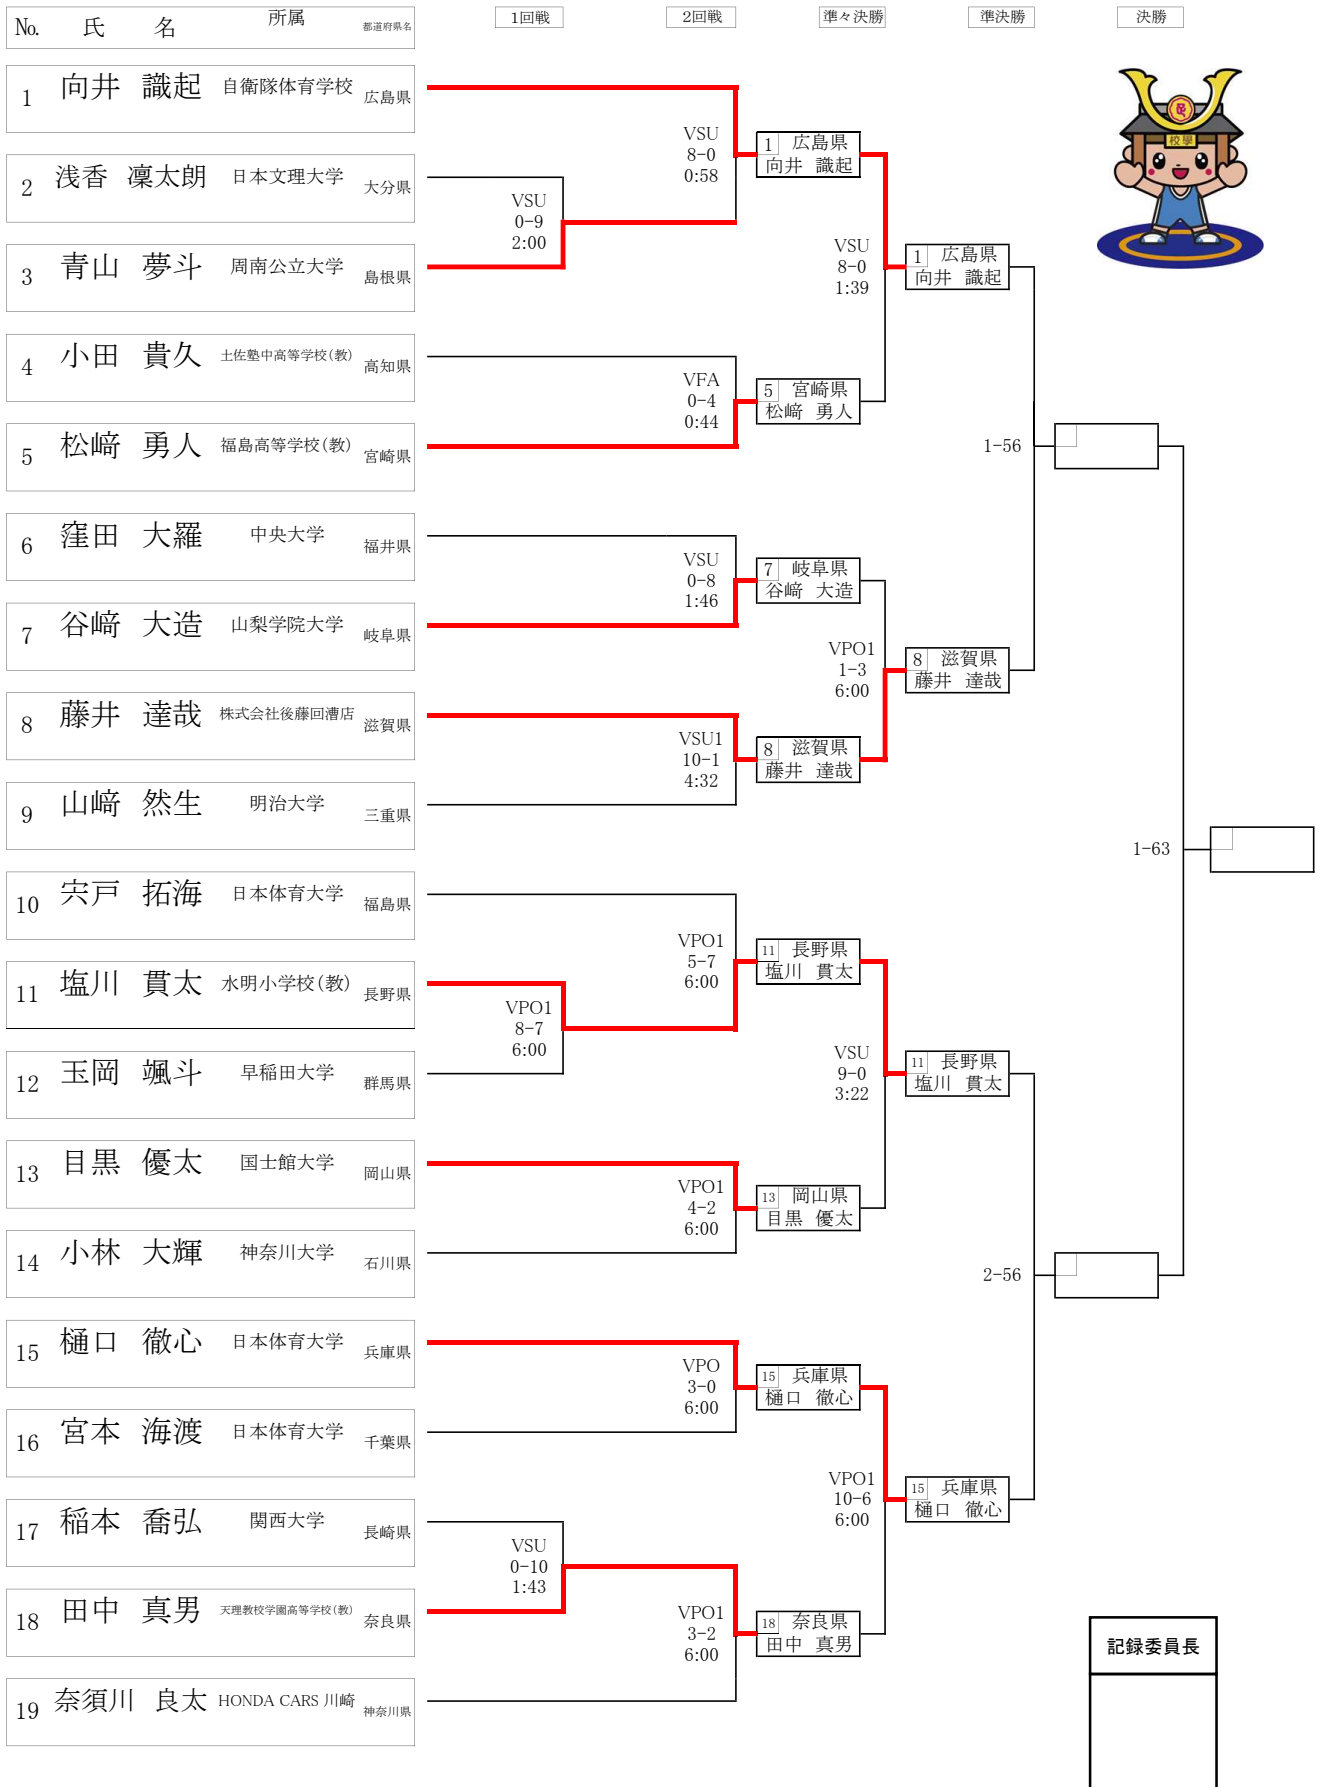 No. 氏 名 所属 都道府県名 1回戦 2回戦 準々決勝 準決勝 決勝
1 向井 識起 自衛隊体育学校 広島県
2 浅香 凜太朗 日本文理大学 大分県
3 青山 夢斗 周南公立大学 島根県
4 小田 貴久 土佐塾中高等学校(教) 高知県
5 松﨑 勇人 福島高等学校(教) 宮崎県
6 窪田 大羅 中央大学 福井県
7 谷﨑 大造 山梨学院大学 岐阜県
8 藤井 達哉 株式会社後藤回漕店 滋賀県
9 山﨑 然生 明治大学 三重県
10 宍戸 拓海 日本体育大学 福島県
11 塩川 貫太 水明小学校(教) 長野県
12 玉岡 颯斗 早稲田大学 群馬県
13 目黒 優太 国士館大学 岡山県
14 小林 大輝 神奈川大学 石川県
15 樋口 徹心 日本体育大学 兵庫県
16 宮本 海渡 日本体育大学 千葉県
17 稲本 喬弘 関西大学 長崎県
18 田中 真男 天理教校学園高等学校(教) 奈良県
19 奈須川 良太 HONDA CARS 川崎 神奈川県
VSU
0-9
2:00
VPO1
8-7
6:00
VSU
0-10
1:43
VSU
8-0
0:58
VFA
0-4
0:44
VSU
0-8
1:46
VSU1
10-1
4:32
VPO1
5-7
6:00
VPO1
4-2
6:00
VPO
3-0
6:00
VPO1
3-2
6:00
1 広島県
向井 識起
5 宮崎県
松﨑 勇人
7 岐阜県
谷﨑 大造
8 滋賀県
藤井 達哉
11 長野県
塩川 貫太
13 岡山県
目黒 優太
15 兵庫県
樋口 徹心
18 奈良県
田中 真男
VSU
8-0
1:39
VPO1
1-3
6:00
VSU
9-0
3:22
VPO1
10-6
6:00
1 広島県
向井 識起
8 滋賀県
藤井 達哉
11 長野県
塩川 貫太
15 兵庫県
樋口 徹心
1-56
2-56
1-63
校學
記録委員長